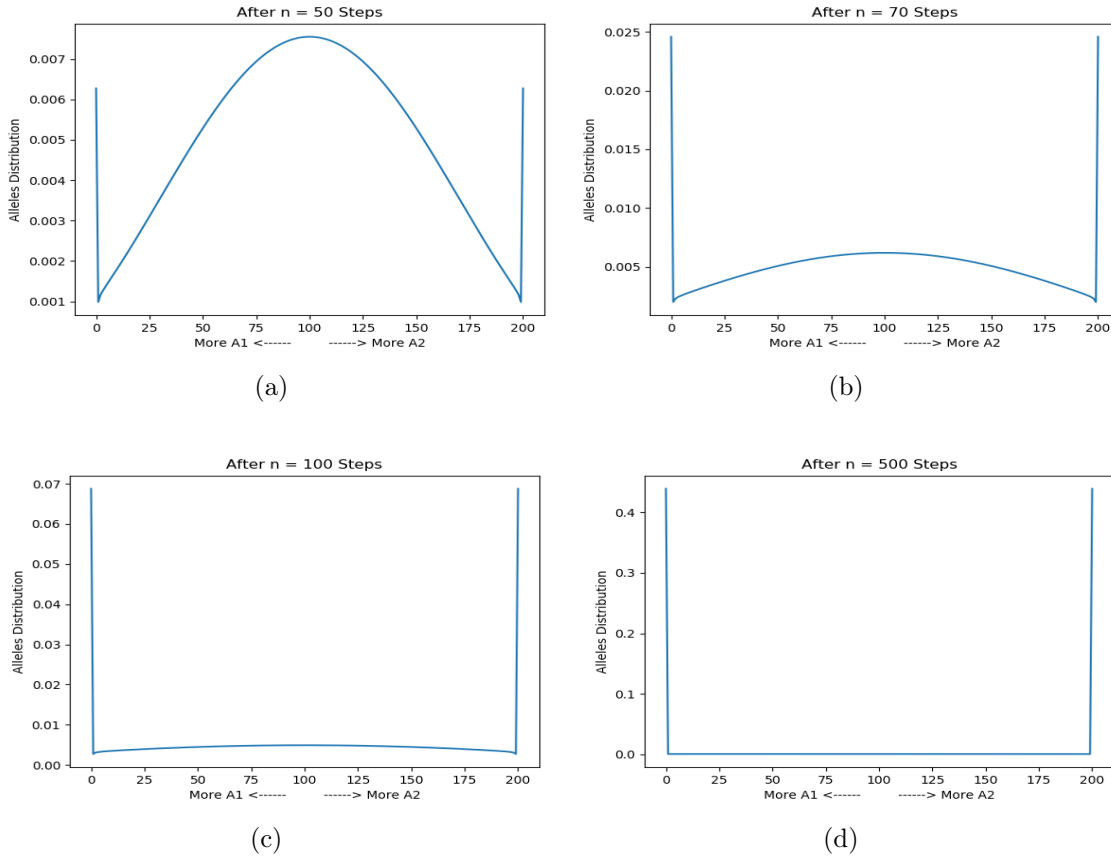 After n = 50 Steps
Alleles Distribution
0.007
0.006
0.005
0.004
0.003
0.002
0.001
0 25 50 75 100 125 150 175 200
More A1 <------ ------> More A2
(a)
After n = 70 Steps
Alleles Distribution
0.025
0.020
0.015
0.010
0.005
0 25 50 75 100 125 150 175 200
More A1 <------ ------> More A2
(b)
After n = 100 Steps
Alleles Distribution
0.07
0.06
0.05
0.04
0.03
0.02
0.01
0.00
0 25 50 75 100 125 150 175 200
More A1 <------ ------> More A2
(c)
After n = 500 Steps
Alleles Distribution
0.4
0.3
0.2
0.1
0.0
0 25 50 75 100 125 150 175 200
More A1 <------ ------> More A2
(d)